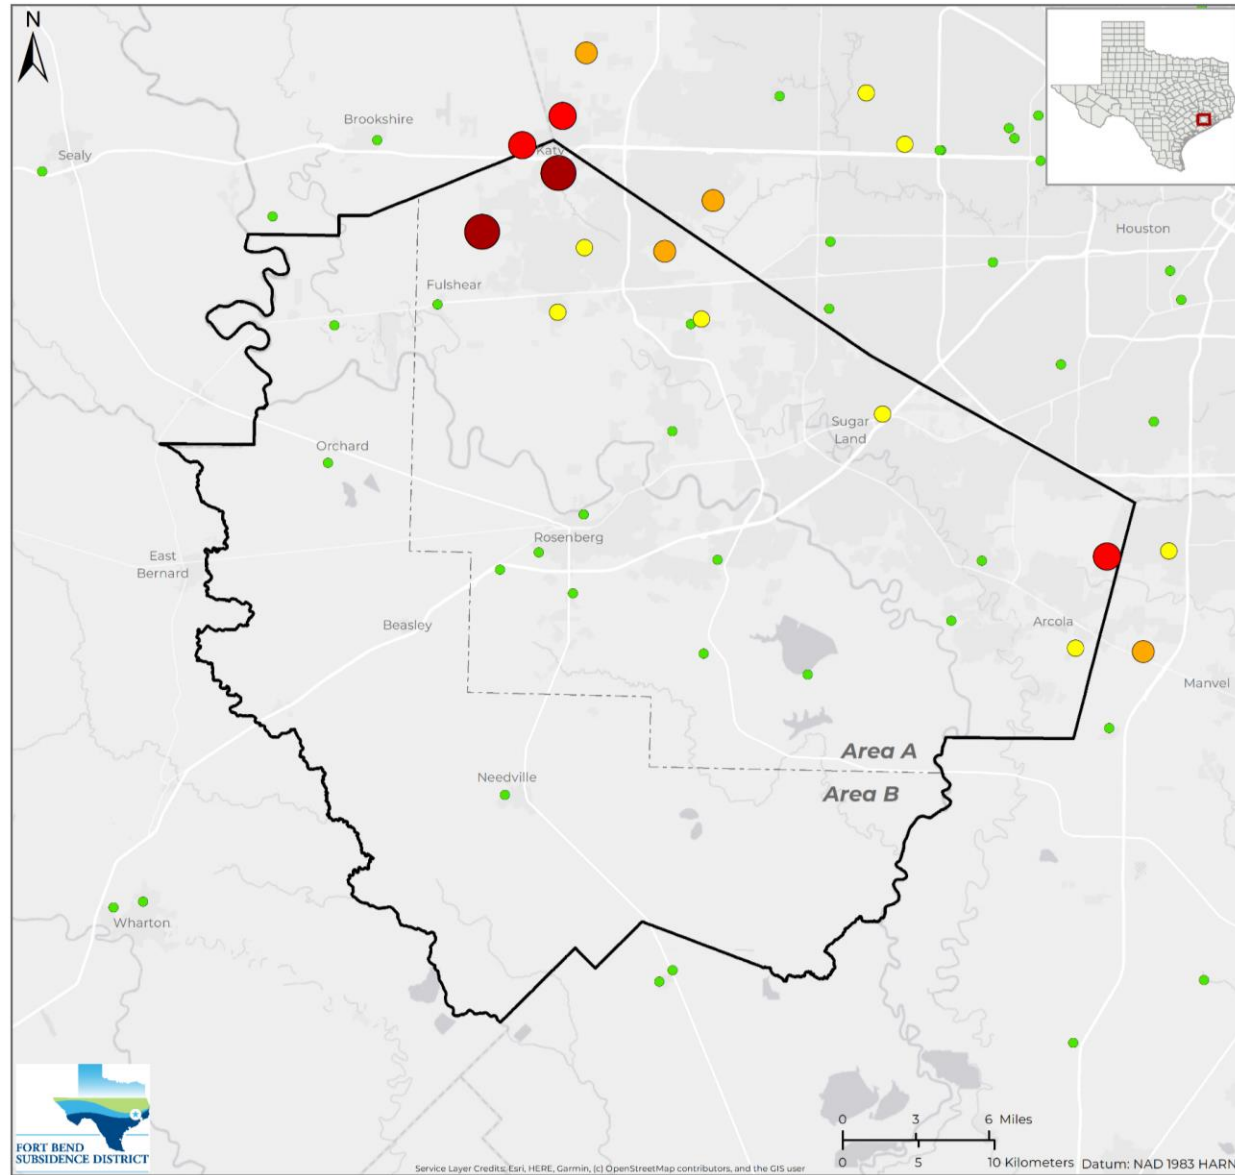 N
Brookshire
Sealy
Katy
Houston
Fulshear
Sugar
Land
Orchard
Rosenberg
East
Bernard
Beasley
Arcola
Manvel
Area A
Needville
Area B
Wharton
FORT BEND
SUBSIDENCE DISTRICT
0 3 6 Miles
0 5 10 Kilometers
Service Layer Credits: Esri, HERE, Garmin, (c) OpenStreetMap contributors, and the GIS user
Datum: NAD 1983 HARN